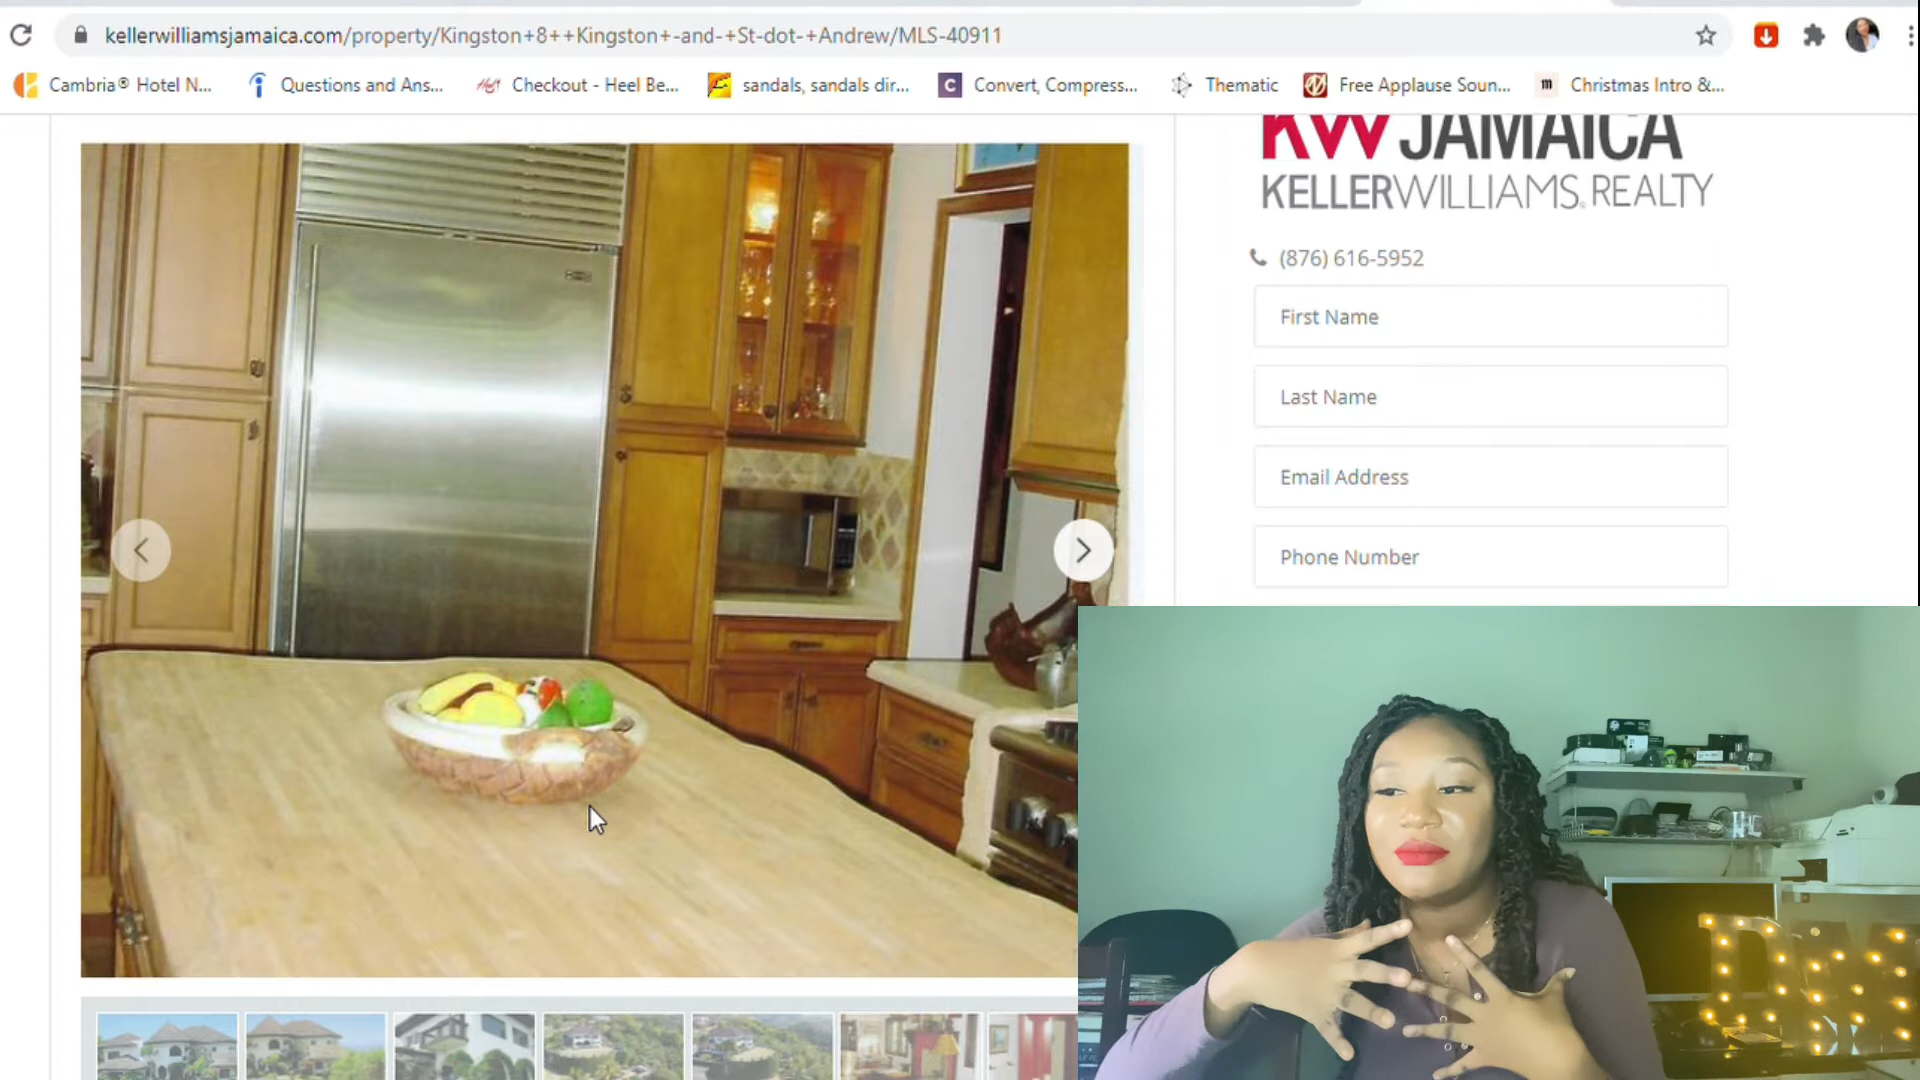 kellerwilliamsjamaica.com/property/Kingston+8++Kingston+-and-+St-dot-+Andrew/MLS-40911
Cambria® Hotel N...
Questions and Ans...
Checkout - Heel Be...
sandals, sandals dir...
C
Convert, Compress...
Thematic
Free Applause Soun...
m
Christmas Intro &...
KW JAMAICA
KELLERWILLIAMS. REALTY
(876) 616-5952
First Name
Last Name
Email Address
Phone Number